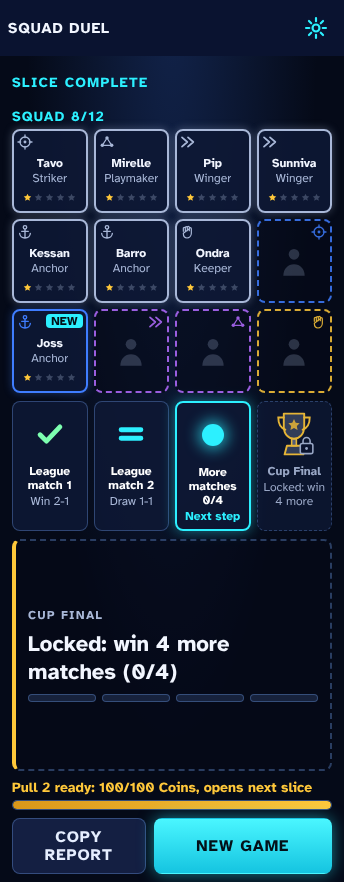 SQUAD DUEL
SLICE COMPLETE
SQUAD 8/12
Tavo
Striker
Mirelle
Playmaker
Pip
Winger
Sunniva
Winger
Kessan
Anchor
Barro
Anchor
Ondra
Keeper
NEW
Joss
Anchor
League
match 1
Win 2-1
League
match 2
Draw 1-1
More
matches
0/4
Next step
Cup Final
Locked: win
4 more
CUP FINAL
Locked: win 4 more
matches (0/4)
Pull 2 ready: 100/100 Coins, opens next slice
COPY
REPORT
NEW GAME